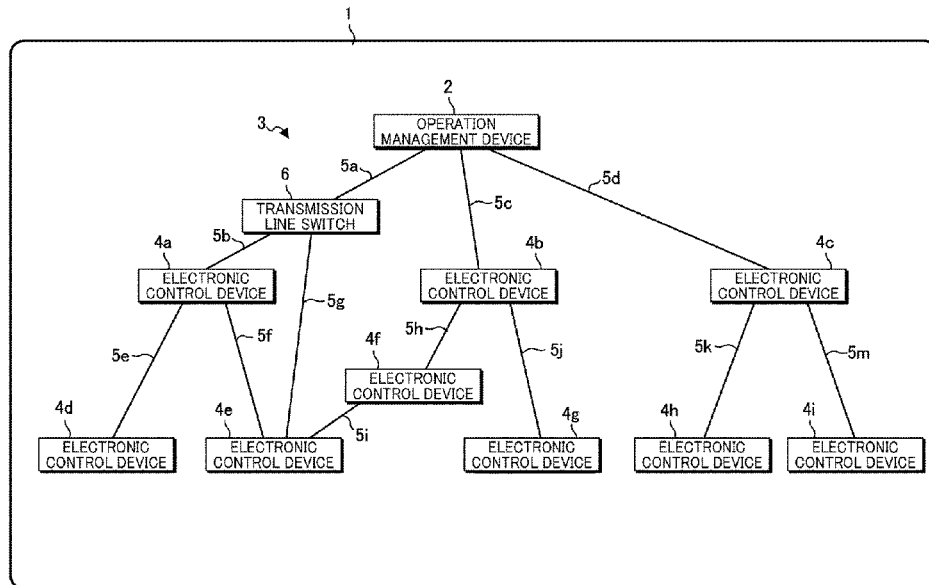 1
2
OPERATION
MANAGEMENT DEVICE
3
5a
5d
6
TRANSMISSION
LINE SWITCH
5c
5b
4a
ELECTRONIC
CONTROL DEVICE
4b
ELECTRONIC
CONTROL DEVICE
4c
ELECTRONIC
CONTROL DEVICE
5g
5e
5f
5h
4f
ELECTRONIC
CONTROL DEVICE
5j
5k
5m
4d
ELECTRONIC
CONTROL DEVICE
4e
ELECTRONIC
CONTROL DEVICE
5i
4g
ELECTRONIC
CONTROL DEVICE
4h
ELECTRONIC
CONTROL DEVICE
4i
ELECTRONIC
CONTROL DEVICE